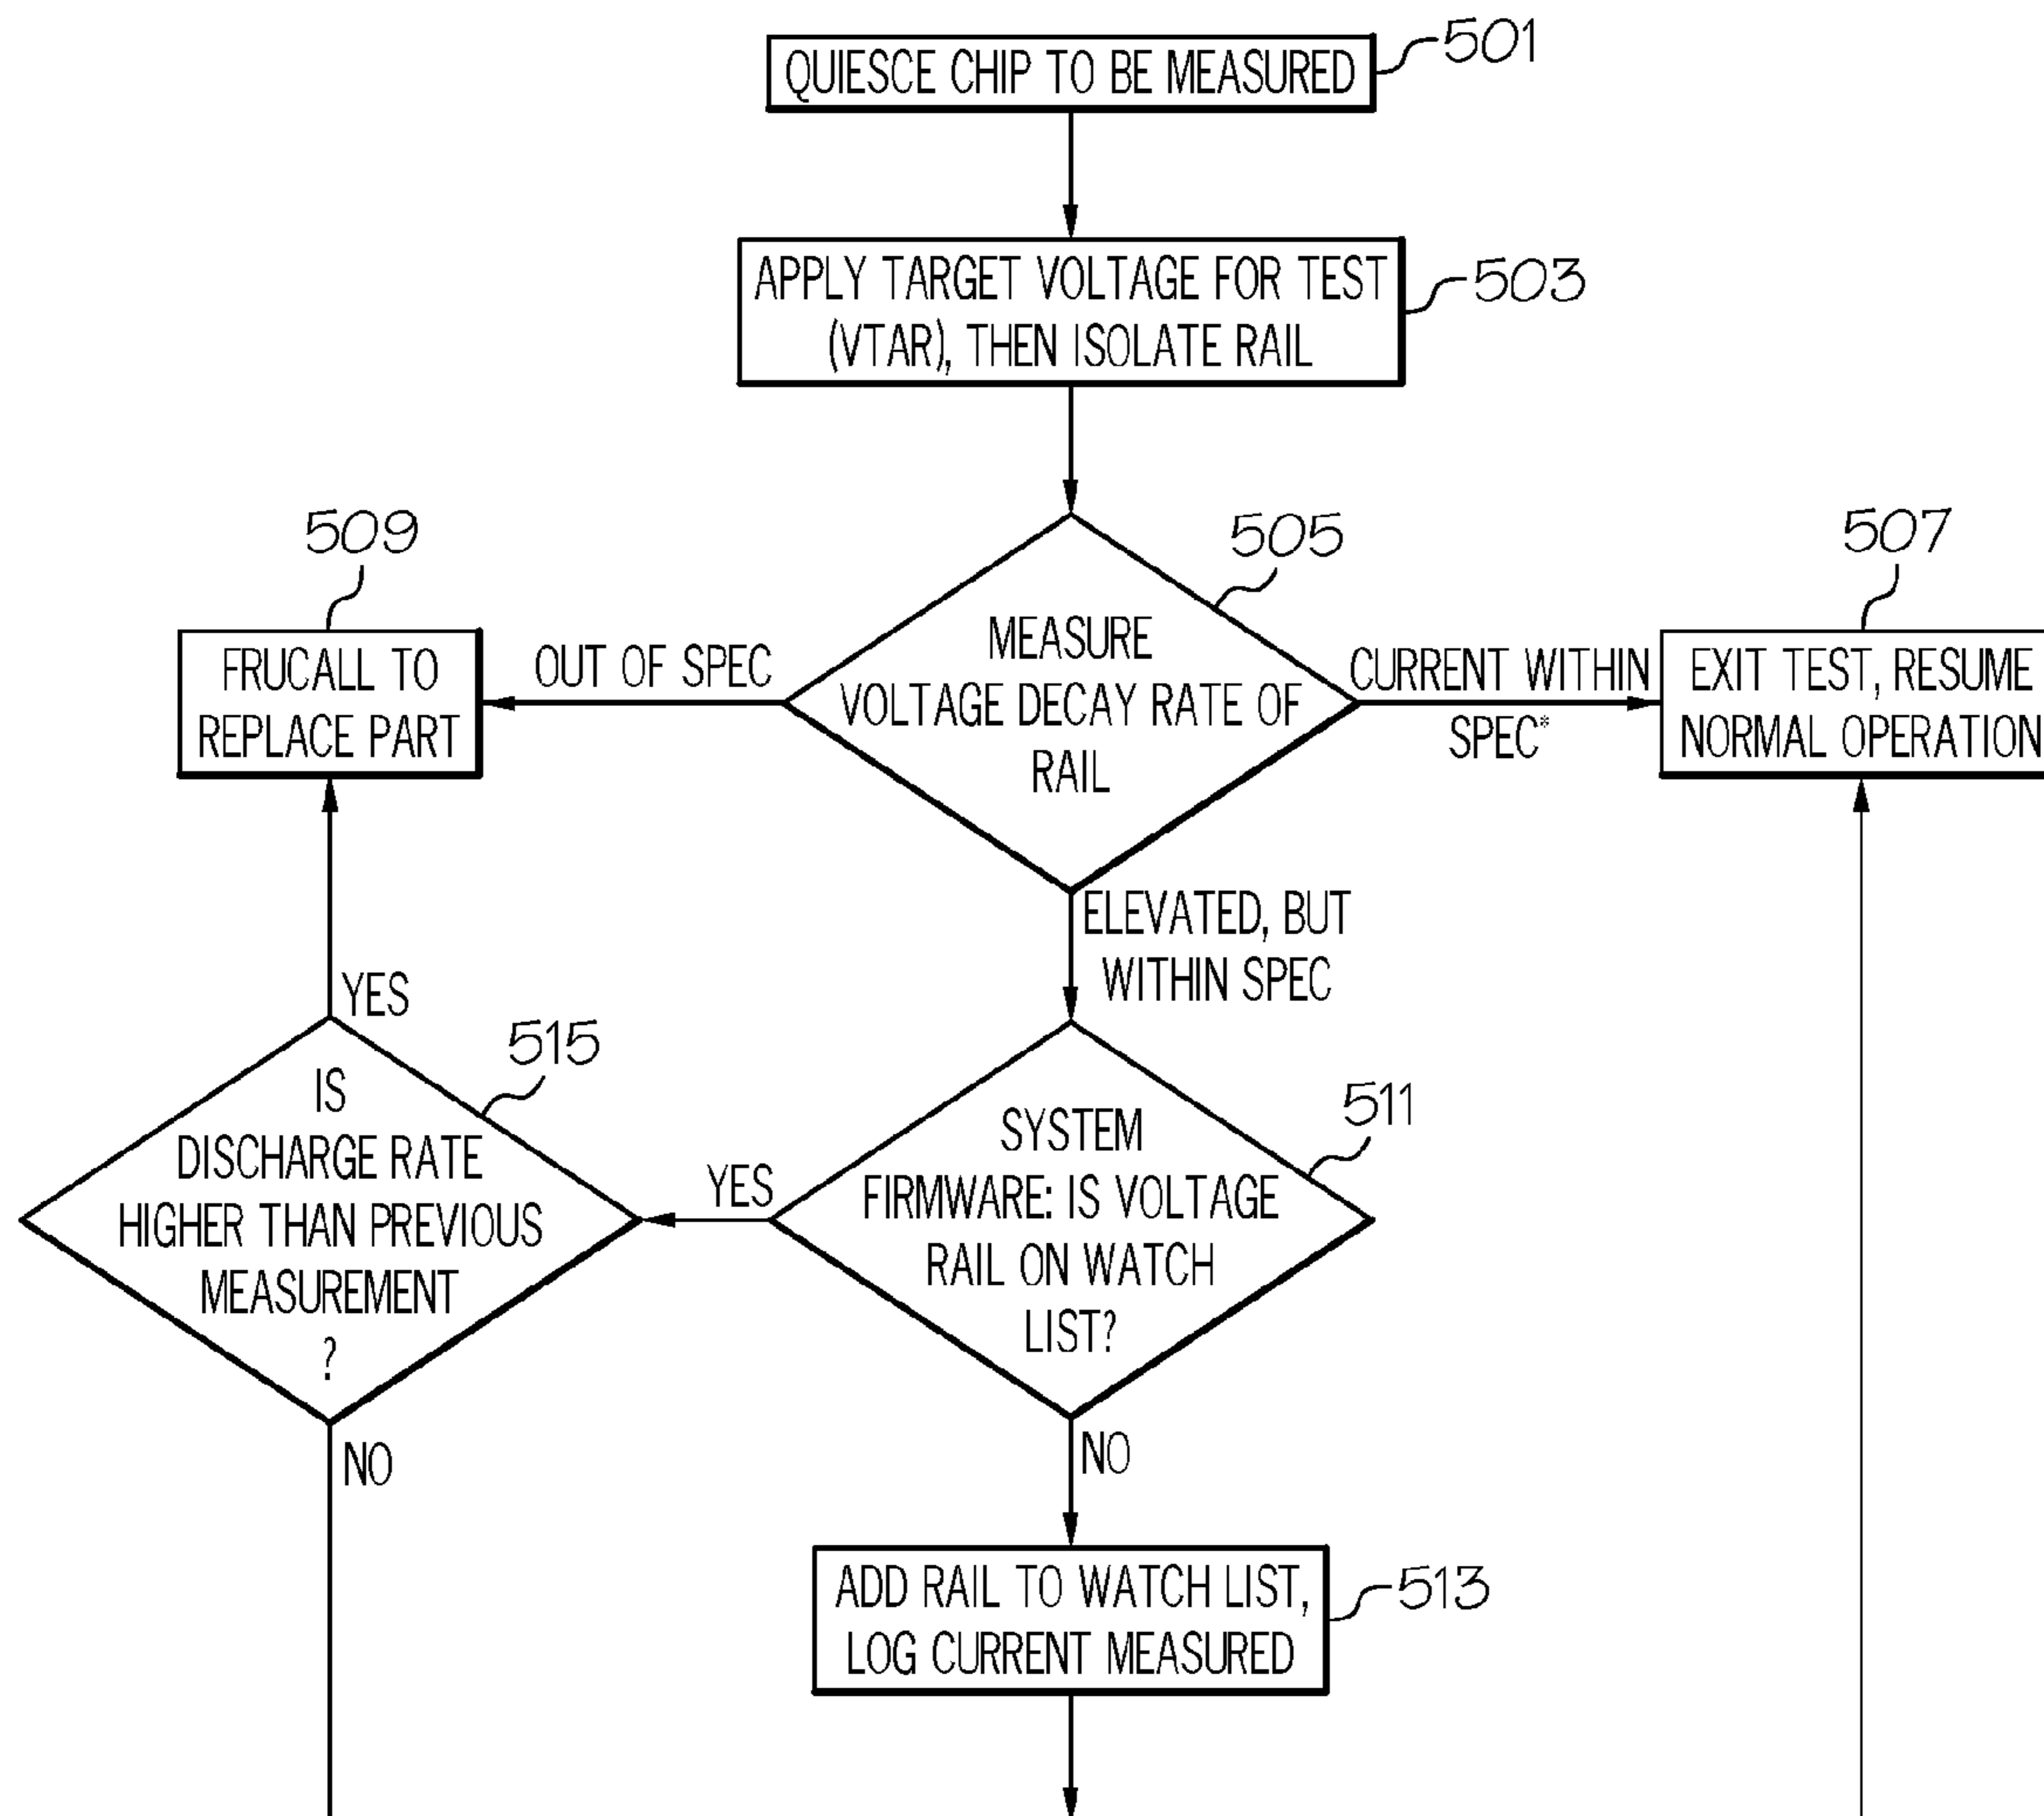 QUIESCE CHIP TO BE MEASURED
501
APPLY TARGET VOLTAGE FOR TEST
(VTAR), THEN ISOLATE RAIL
503
509
505
507
FRUCALL TO
REPLACE PART
OUT OF SPEC
MEASURE
VOLTAGE DECAY RATE OF
RAIL
CURRENT WITHIN
SPEC*
EXIT TEST, RESUME
NORMAL OPERATION
ELEVATED, BUT
WITHIN SPEC
YES
515
IS
DISCHARGE RATE
HIGHER THAN PREVIOUS
MEASUREMENT
?
YES
511
SYSTEM
FIRMWARE: IS VOLTAGE
RAIL ON WATCH
LIST?
NO
NO
ADD RAIL TO WATCH LIST,
LOG CURRENT MEASURED
513